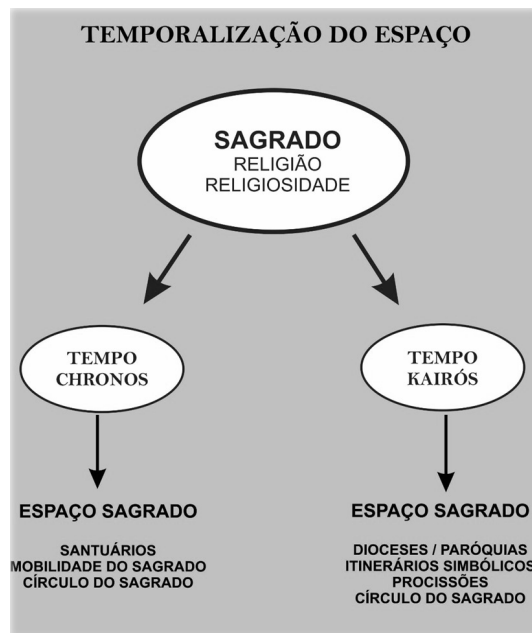 TEMPORALIZAÇÃO DO ESPAÇO
SAGRADO
RELIGIÃO
RELIGIOSIDADE
TEMPO
CHRONOS
TEMPO
KAIRÓS
ESPAÇO SAGRADO
SANTUÁRIOS
MOBILIDADE DO SAGRADO
CÍRCULO DO SAGRADO
ESPAÇO SAGRADO
DIOCESES / PARÓQUIAS
ITINERÁRIOS SIMBÓLICOS
PROCISSÕES
CÍRCULO DO SAGRADO